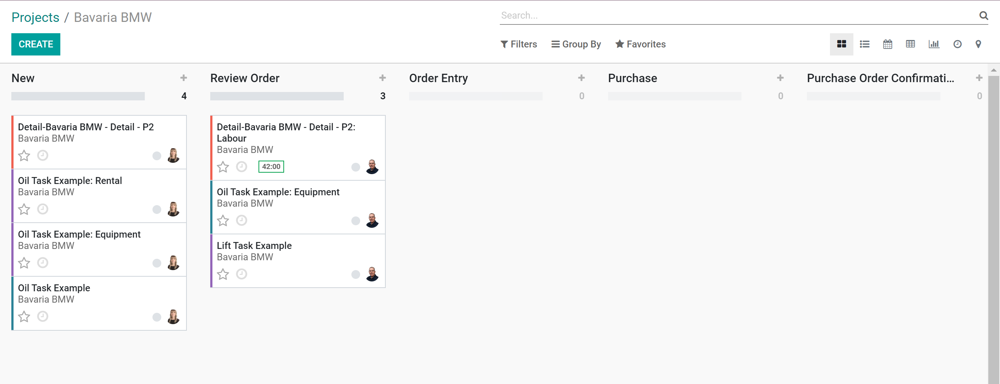 Projects / Bavaria BMW
Search...
CREATE
Filters
Group By
Favorites
New
4
Detail-Bavaria BMW - Detail - P2
Bavaria BMW
Oil Task Example: Rental
Bavaria BMW
Oil Task Example: Equipment
Bavaria BMW
Oil Task Example
Bavaria BMW
Review Order
3
Detail-Bavaria BMW - Detail - P2:
Labour
Bavaria BMW
42:00
Oil Task Example: Equipment
Bavaria BMW
Lift Task Example
Bavaria BMW
Order Entry
0
Purchase
0
Purchase Order Confirmati...
0